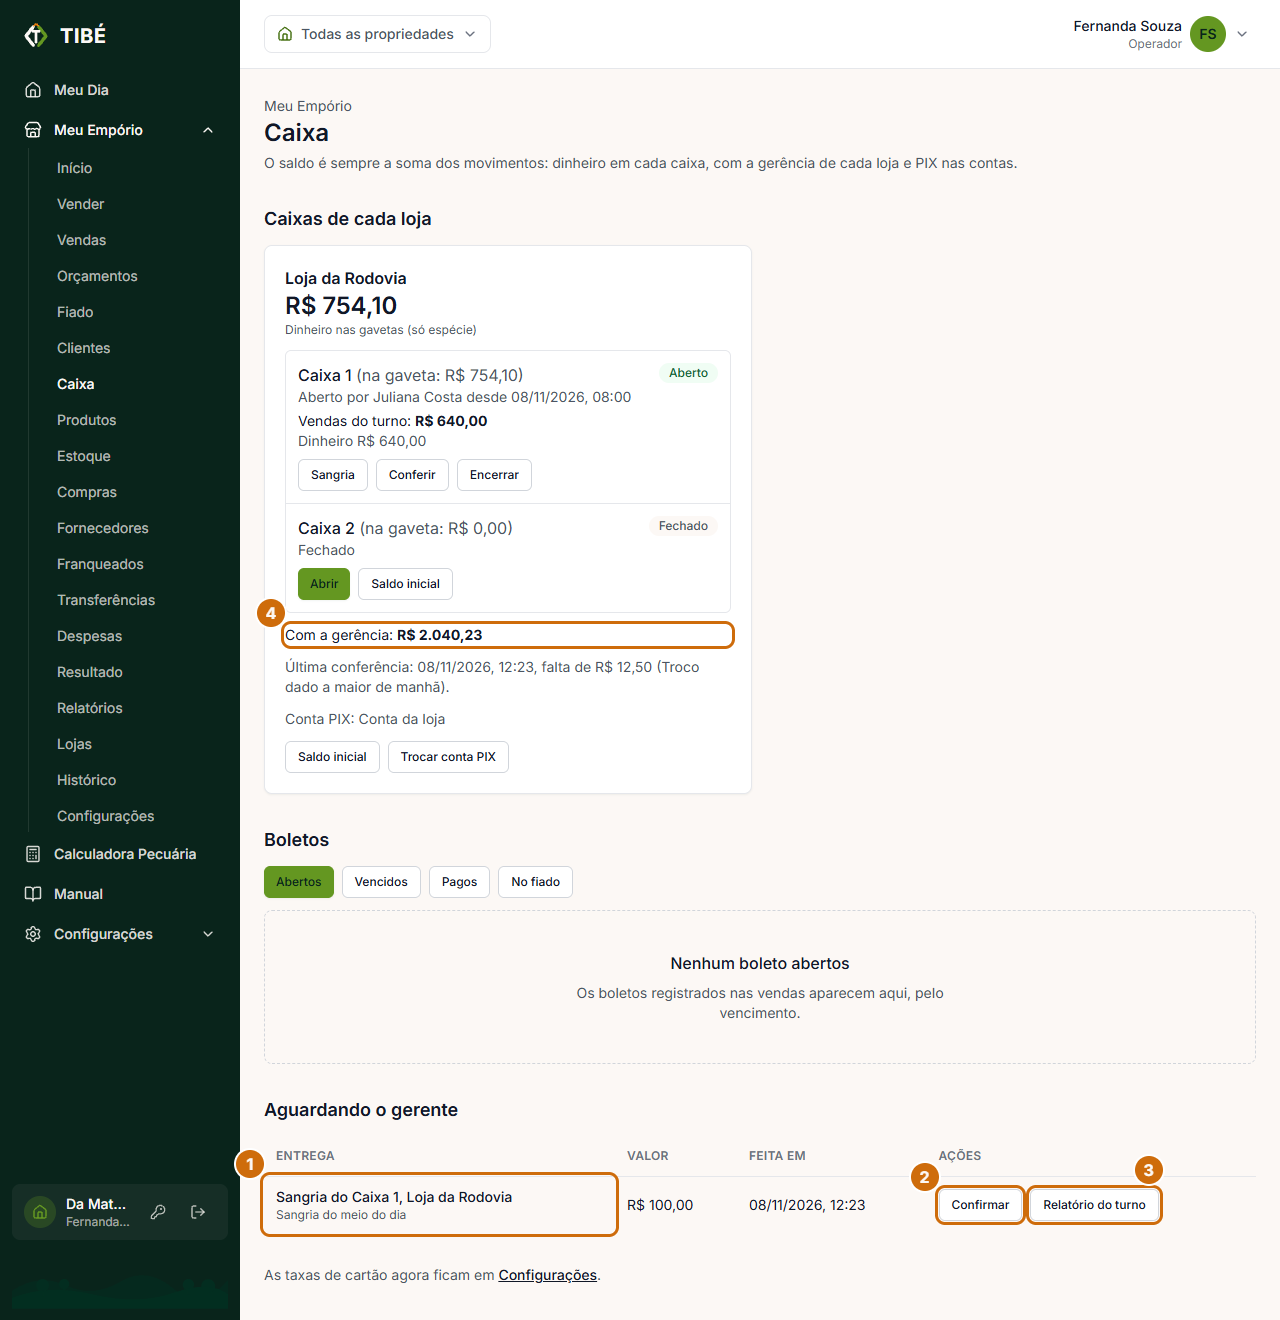 TIBÉ
Meu Dia
Meu Empório
Início
Vender
Vendas
Orçamentos
Fiado
Clientes
Caixa
Produtos
Estoque
Compras
Fornecedores
Franqueados
Transferências
Despesas
Resultado
Relatórios
Lojas
Histórico
Configurações
Calculadora Pecuária
Manual
Configurações
Da Mat...
Fernanda...
Todas as propriedades
Fernanda Souza
Operador
FS
Meu Empório
Caixa
O saldo é sempre a soma dos movimentos: dinheiro em cada caixa, com a gerência de cada loja e PIX nas contas.
Caixas de cada loja
Loja da Rodovia
R$ 754,10
Dinheiro nas gavetas (só espécie)
Caixa 1 (na gaveta: R$ 754,10)
Aberto
Aberto por Juliana Costa desde 08/11/2026, 08:00
Vendas do turno: R$ 640,00
Dinheiro R$ 640,00
Sangria
Conferir
Encerrar
Caixa 2 (na gaveta: R$ 0,00)
Fechado
Fechado
Abrir
Saldo inicial
4
Com a gerência: R$ 2.040,23
Última conferência: 08/11/2026, 12:23, falta de R$ 12,50 (Troco
dado a maior de manhã).
Conta PIX: Conta da loja
Saldo inicial
Trocar conta PIX
Boletos
Abertos
Vencidos
Pagos
No fiado
Nenhum boleto abertos
Os boletos registrados nas vendas aparecem aqui, pelo
vencimento.
Aguardando o gerente
ENTREGA
VALOR
FEITA EM
AÇÕES
1
2
3
Sangria do Caixa 1, Loja da Rodovia
Sangria do meio do dia
R$ 100,00
08/11/2026, 12:23
Confirmar
Relatório do turno
As taxas de cartão agora ficam em Configurações.